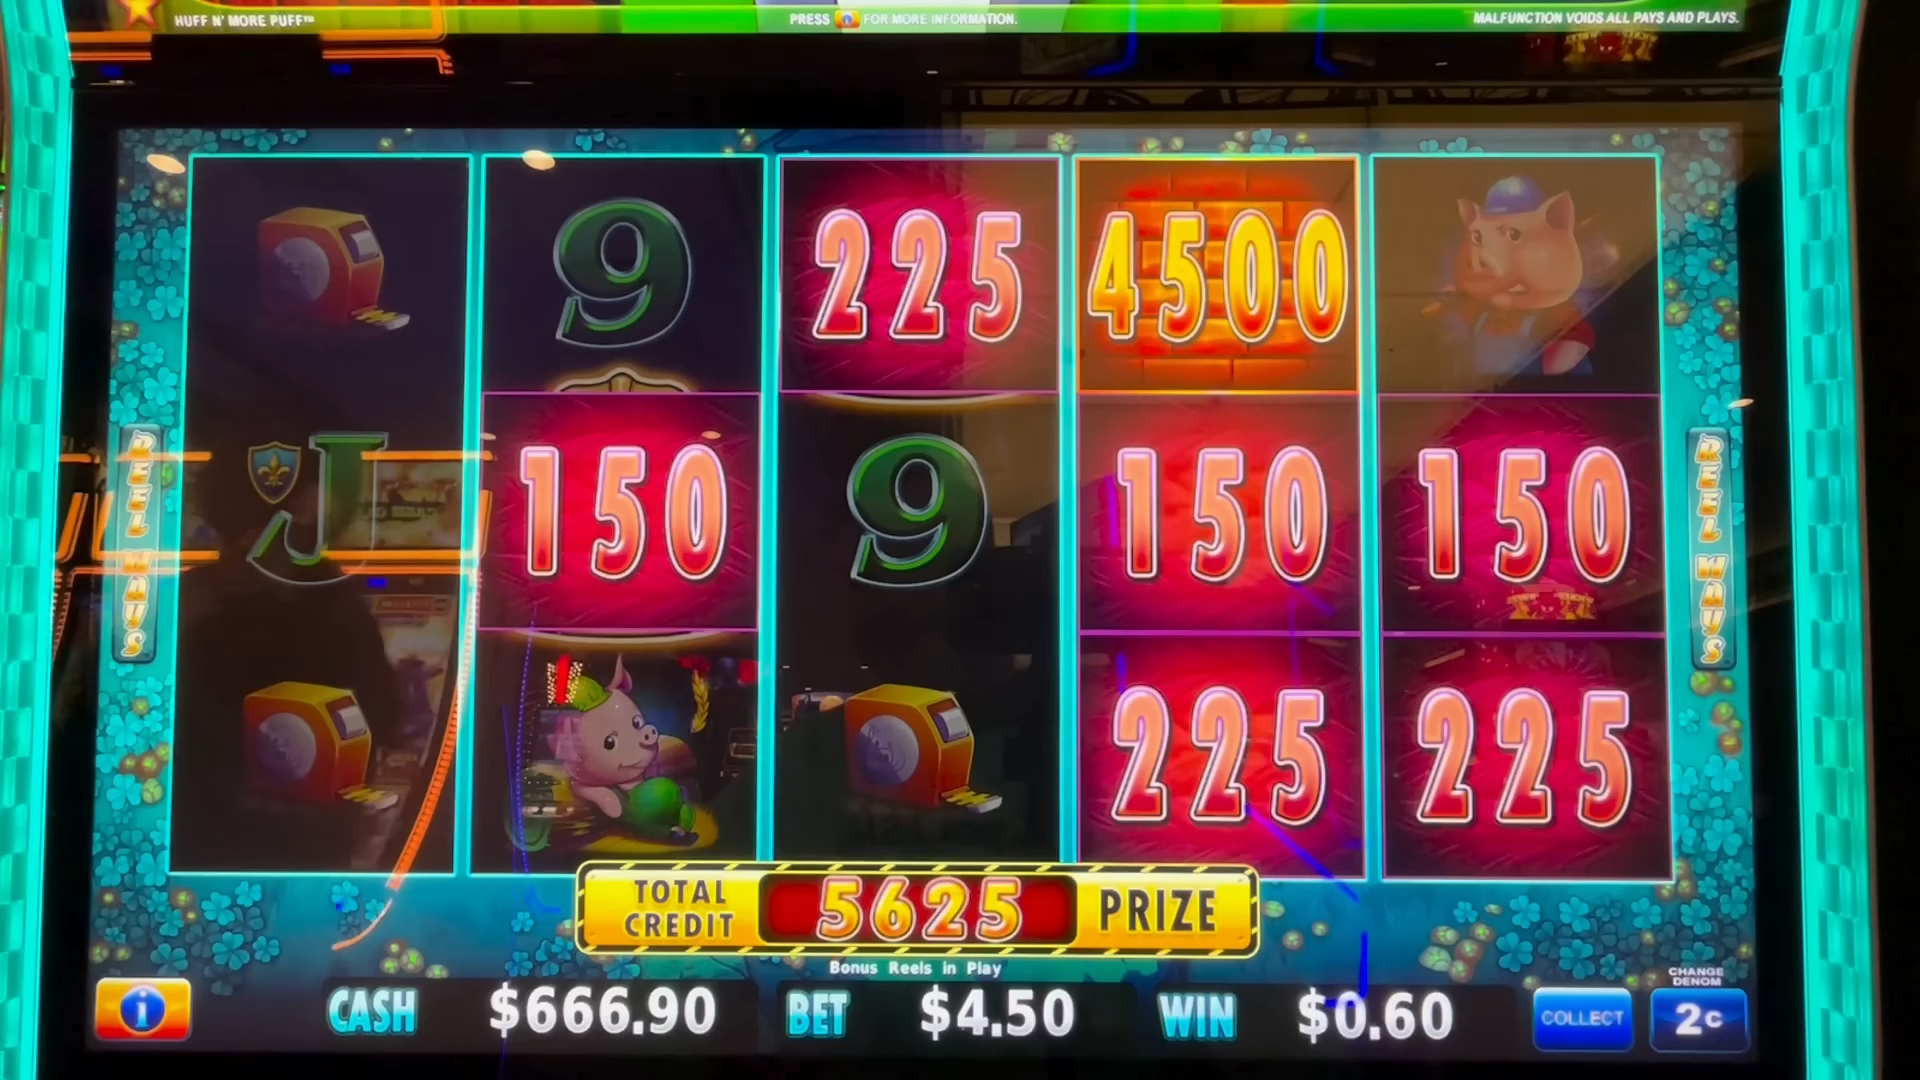 HUFF N' MORE PUFF™
PRESS i FOR MORE INFORMATION.
MALFUNCTION VOIDS ALL PAYS AND PLAYS.
9
225
4500
J
150
9
150
150
225
225
REEL WAYS
REEL WAYS
TOTAL CREDIT
5625
PRIZE
Bonus Reels in Play
i
CASH
$666.90
BET
$4.50
WIN
$0.60
COLLECT
CHANGE DENOM
2c